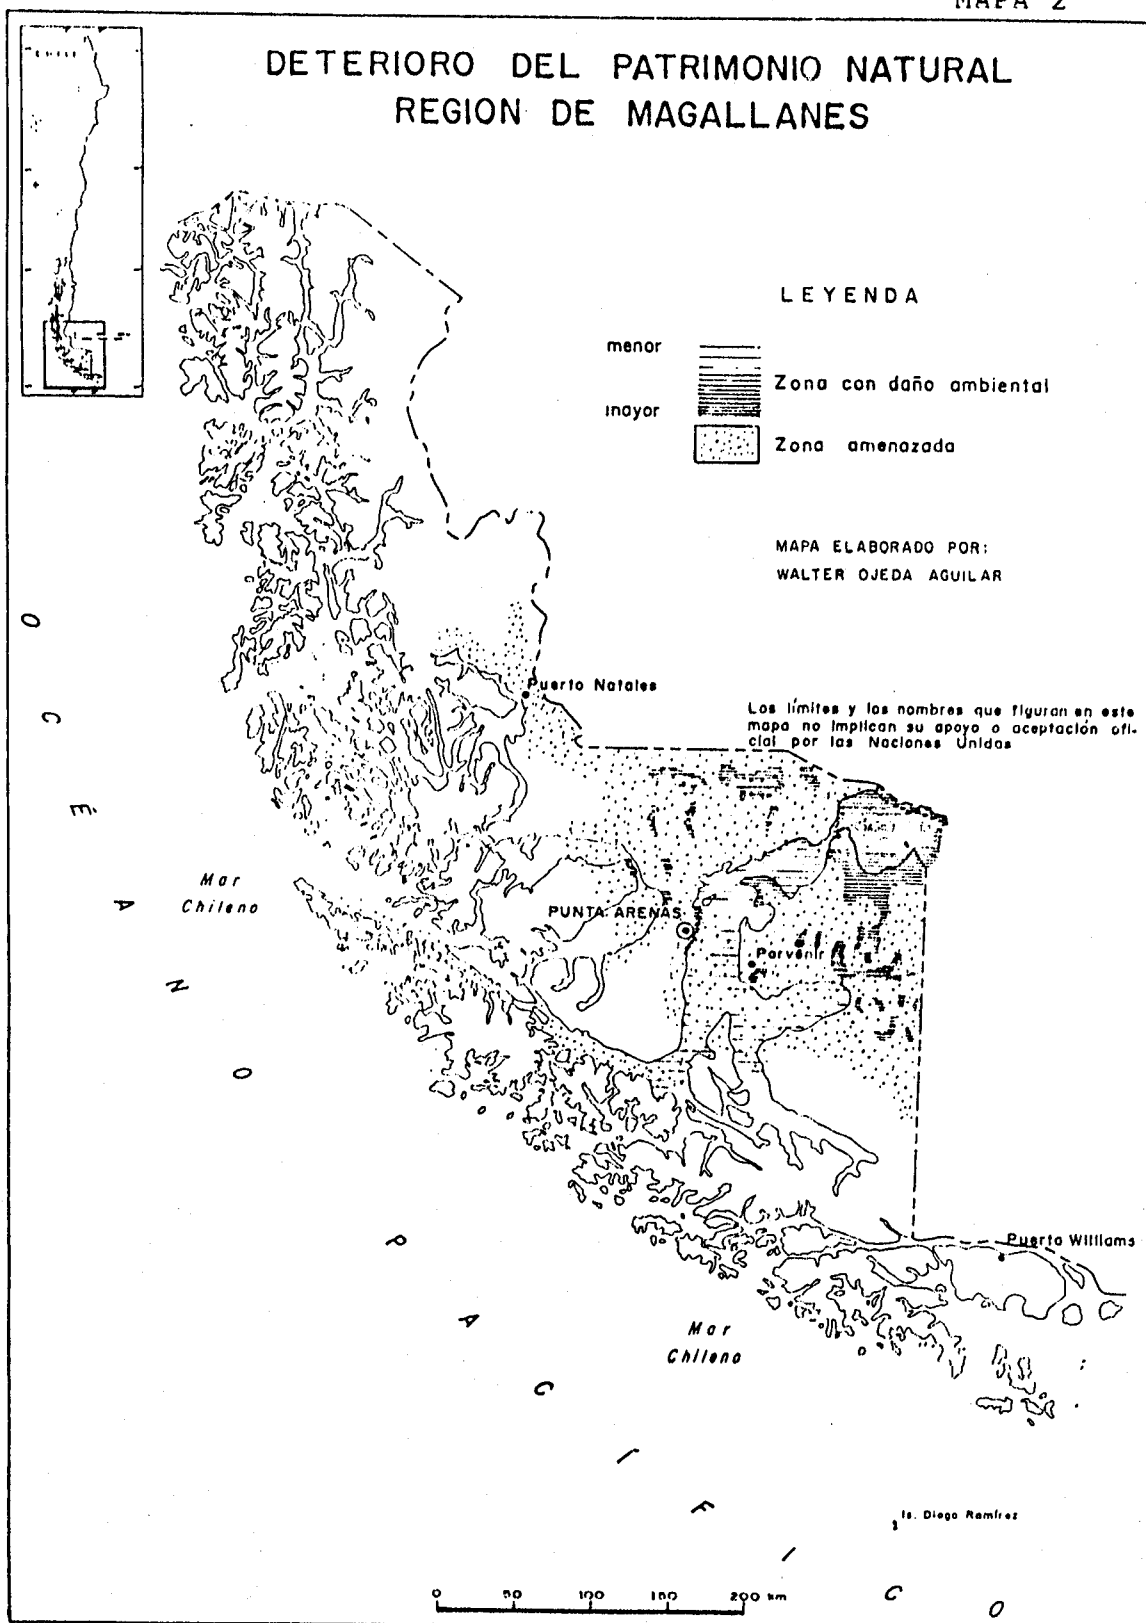 MAPA 2
DETERIORO DEL PATRIMONIO NATURAL
REGION DE MAGALLANES
LEYENDA
menor
mayor
Zona con daño ambiental
Zona amenazada
MAPA ELABORADO POR:
WALTER OJEDA AGUILAR
Puerto Natales
Los límites y los nombres que figuran en este
mapa no implican su apoyo o aceptación ofi-
cial por las Naciones Unidas
Mar
Chileno
PUNTA ARENAS
Porvenir
Puerto Williams
Mar
Chileno
OCÉANO PACIFICO
Is. Diego Ramírez
0 50 100 150 200 km